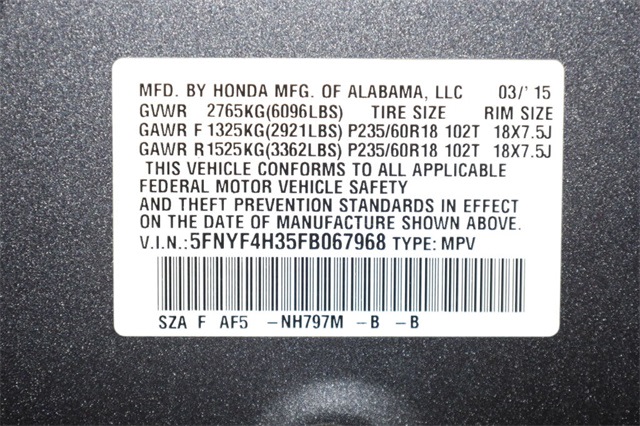 MFD. BY HONDA MFG. OF ALABAMA, LLC 03/'15
GVWR 2765KG(6096LBS) TIRE SIZE RIM SIZE
GAWR F 1325KG(2921LBS) P235/60R18 102T 18X7.5J
GAWR R 1525KG(3362LBS) P235/60R18 102T 18X7.5J
THIS VEHICLE CONFORMS TO ALL APPLICABLE
FEDERAL MOTOR VEHICLE SAFETY
AND THEFT PREVENTION STANDARDS IN EFFECT
ON THE DATE OF MANUFACTURE SHOWN ABOVE.
V.I.N.:5FNYF4H35FB067968 TYPE: MPV
SZA F AF5 -NH797M -B -B